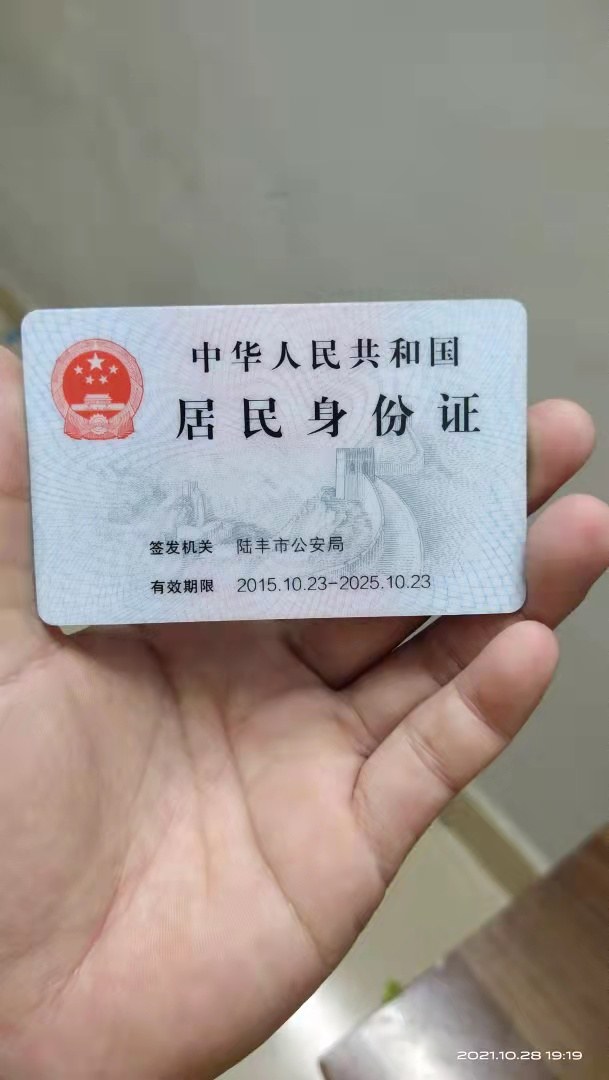 中华人民共和国
居民身份证
签发机关 陆丰市公安局
有效期限 2015.10.23-2025.10.23
2021.10.28 19:19